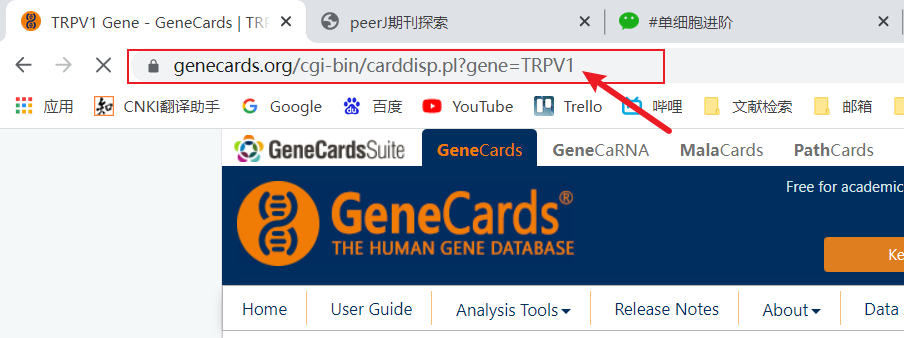 TRPV1 Gene - GeneCards | TRP
peerJ期刊探索
#单细胞进阶
genecards.org/cgi-bin/carddisp.pl?gene=TRPV1
应用 CNKI翻译助手 Google 百度 YouTube Trello 哔哩 文献检索 邮箱
GeneCardsSuite GeneCards GeneCaRNA MalaCards PathCards
Free for academic
GeneCards®
THE HUMAN GENE DATABASE
Ke
Home User Guide Analysis Tools Release Notes About Data